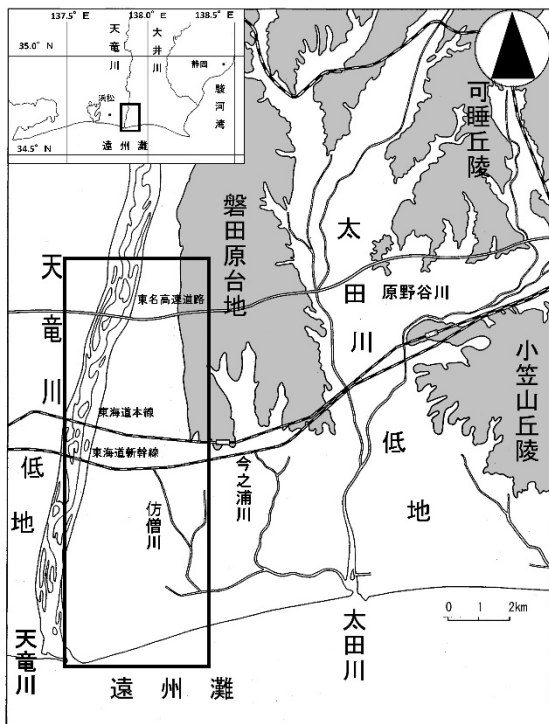 137.5°
138.0°
138.5°
35.0° N
34.5° N
天竜川
大井川
静岡
浜松
駿河湾
遠州灘
可睡丘陵
磐田原台地
太田川低地
原野谷川
小笠山丘陵
天竜川低地
東名高速道路
東海道本線
東海道新幹線
今之浦川
仿僧川
0 1 2km
天竜川
太田川
遠州灘